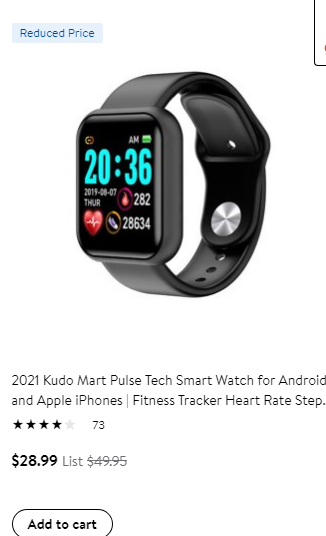 Reduced Price
AM
20:36
2019-08-07
THUR
282
28634
2021 Kudo Mart Pulse Tech Smart Watch for Android
and Apple iPhones | Fitness Tracker Heart Rate Step.
73
$28.99 List $49.95
Add to cart